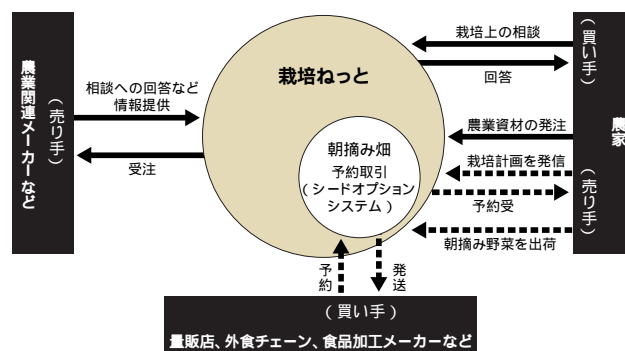 農業関連メーカーなど
（売り手）
相談への回答など
情報提供
受注
栽培ねっと
朝摘み畑
予約取引
（シードオプション
システム）
栽培上の相談
回答
農業資材の発注
栽培計画を発信
予約受
朝摘み野菜を出荷
（買い手）
農家
（売り手）
予約
発送
（買い手）
量販店、外食チェーン、食品加工メーカーなど